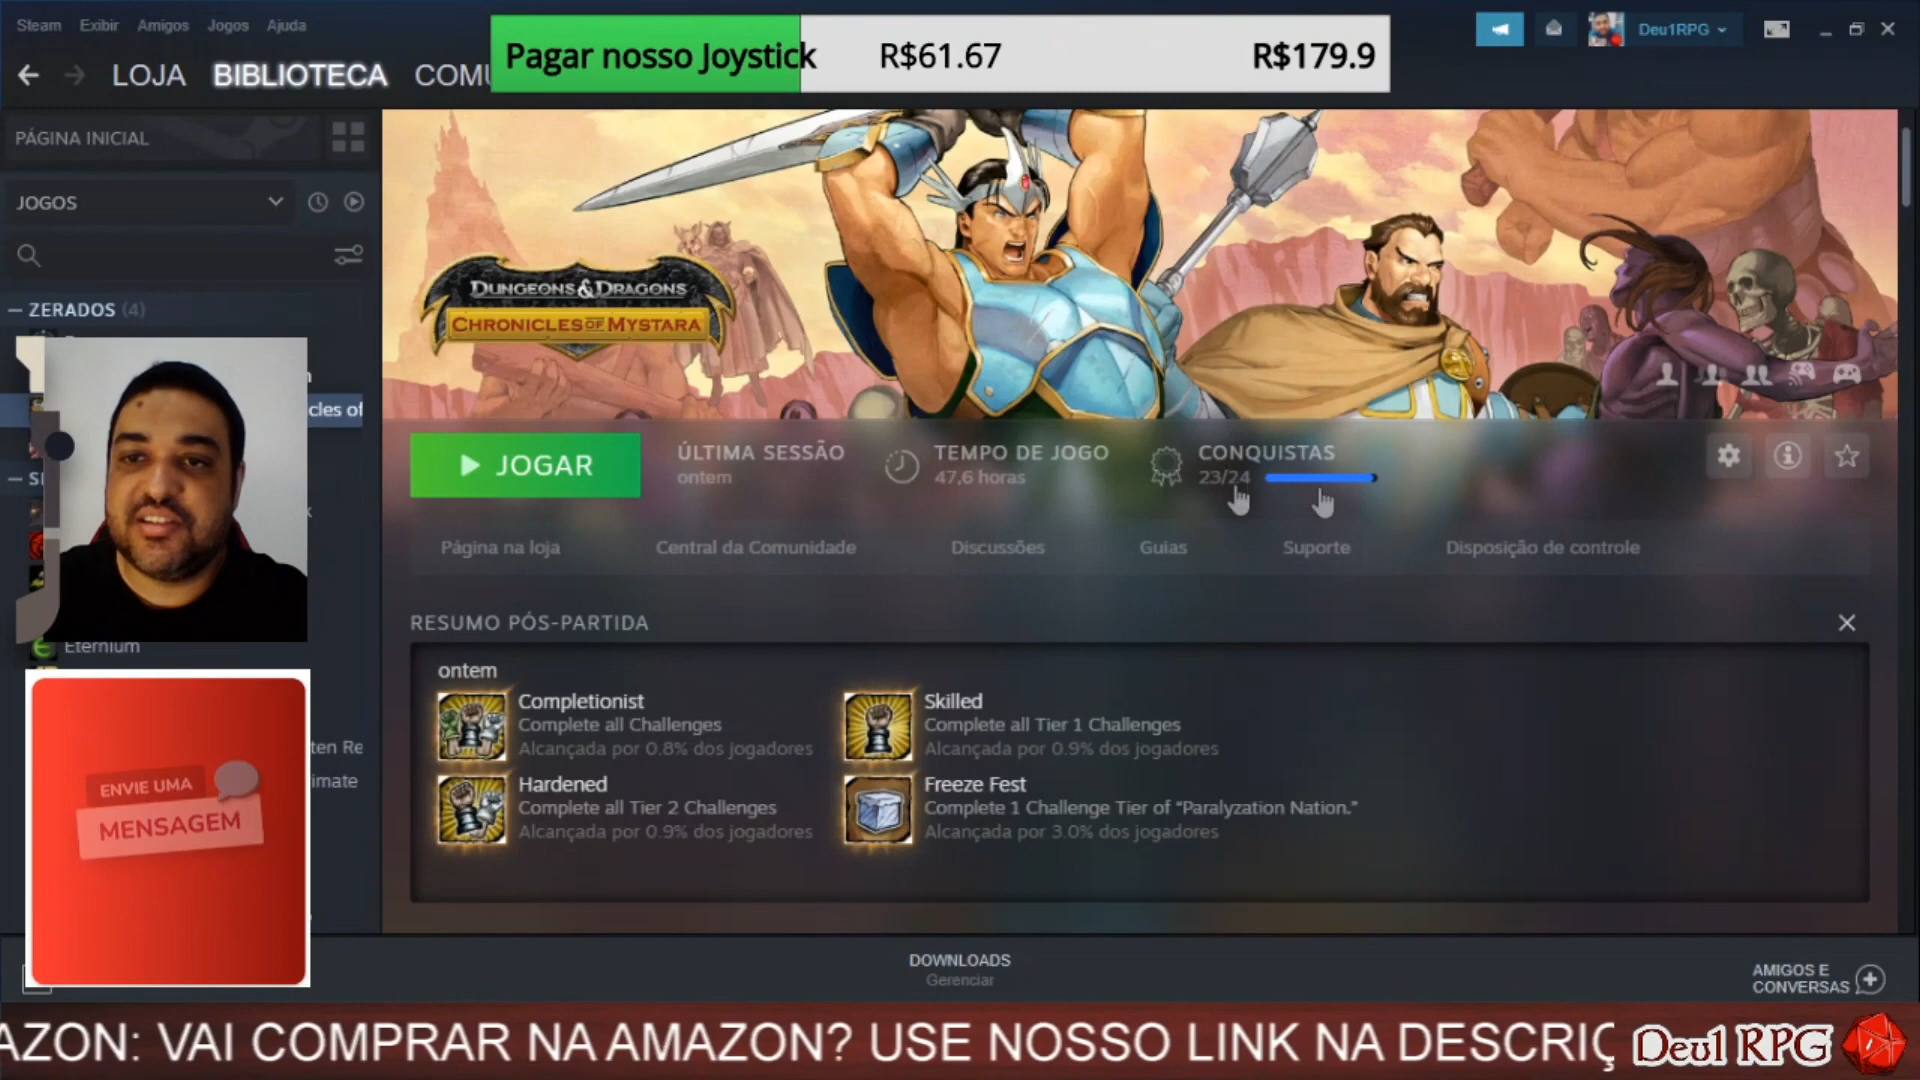 Steam Exibir Amigos Jogos Ajuda
Pagar nosso Joystick R$61.67 R$179.9
Deu1RPG
LOJA BIBLIOTECA COMU
PÁGINA INICIAL
JOGOS
ZERADOS (4)
DUNGEONS & DRAGONS
CHRONICLES OF MYSTARA
cles of
JOGAR
ÚLTIMA SESSÃO
ontem
TEMPO DE JOGO
47,6 horas
CONQUISTAS
23/24
Página na loja Central da Comunidade Discussões Guias Suporte Disposição de controle
RESUMO PÓS-PARTIDA
ontem
Completionist
Complete all Challenges
Alcançada por 0.8% dos jogadores
Skilled
Complete all Tier 1 Challenges
Alcançada por 0.9% dos jogadores
Hardened
Complete all Tier 2 Challenges
Alcançada por 0.9% dos jogadores
Freeze Fest
Complete 1 Challenge Tier of “Paralyzation Nation.”
Alcançada por 3.0% dos jogadores
Eternium
ten Re
imate
ENVIE UMA
MENSAGEM
DOWNLOADS
Gerenciar
AMIGOS E
CONVERSAS
AZON: VAI COMPRAR NA AMAZON? USE NOSSO LINK NA DESCRIÇ
Deu1 RPG